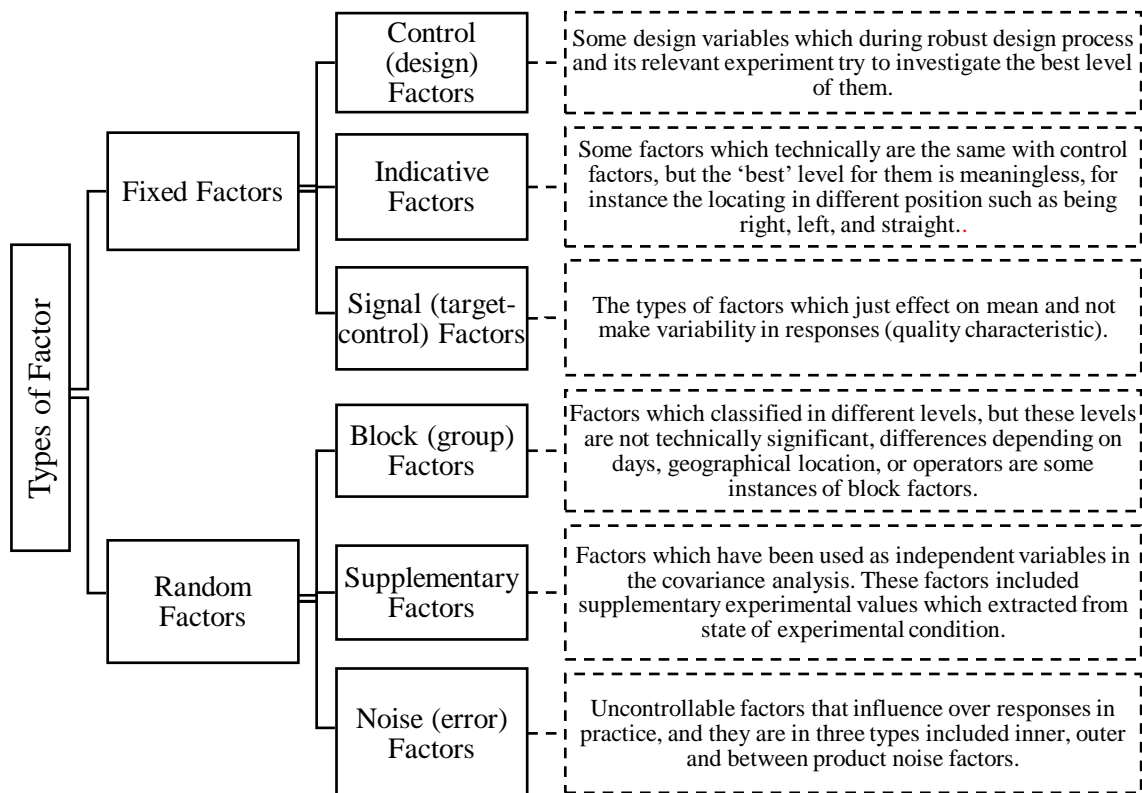 Types of Factor
Fixed Factors
Control
(design)
Factors
Some design variables which during robust design process
and its relevant experiment try to investigate the best level
of them.
Indicative
Factors
Some factors which technically are the same with control
factors, but the ‘best’ level for them is meaningless, for
instance the locating in different position such as being
right, left, and straight..
Signal (target-
control) Factors
The types of factors which just effect on mean and not
make variability in responses (quality characteristic).
Random
Factors
Block (group)
Factors
Factors which classified in different levels, but these levels
are not technically significant, differences depending on
days, geographical location, or operators are some
instances of block factors.
Supplementary
Factors
Factors which have been used as independent variables in
the covariance analysis. These factors included
supplementary experimental values which extracted from
state of experimental condition.
Noise (error)
Factors
Uncontrollable factors that influence over responses in
practice, and they are in three types included inner, outer
and between product noise factors.